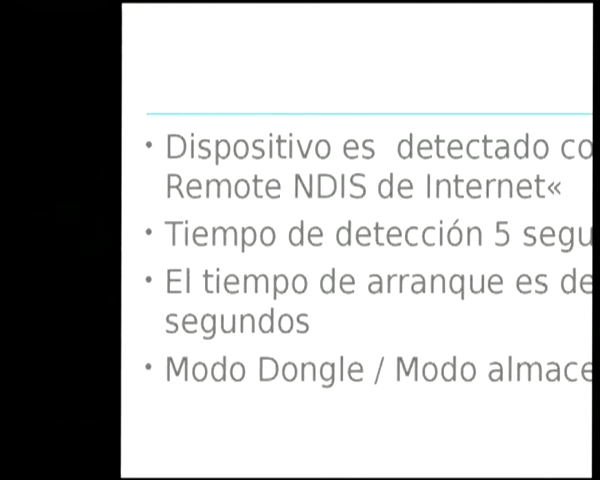 • Dispositivo es  detectado co
Remote NDIS de Internet«
• Tiempo de detección 5 segu
• El tiempo de arranque es de
segundos
• Modo Dongle / Modo almace